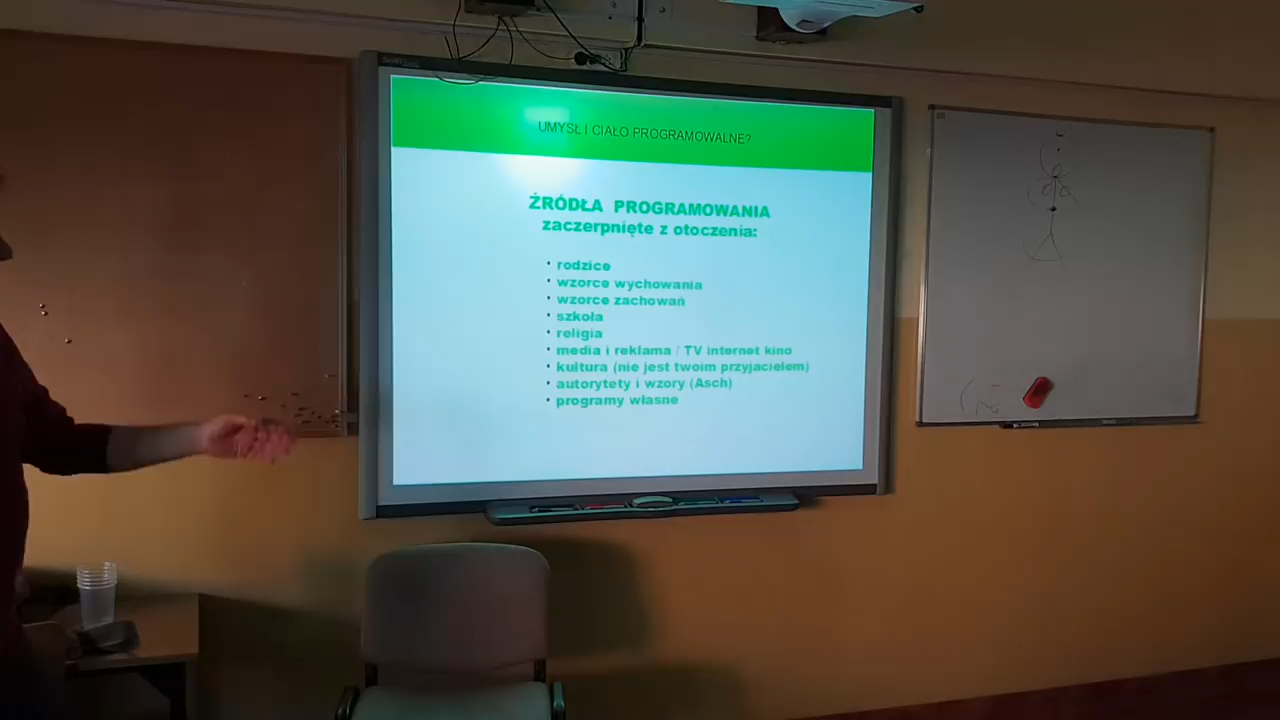 UMYSŁ I CIAŁO PROGRAMOWALNE?
ŹRÓDŁA PROGRAMOWANIA
zaczerpnięte z otoczenia:
• rodzice
• wzorce wychowania
• wzorce zachowań
• szkoła
• religia
• media i reklama / TV internet kino
• kultura (nie jest twoim przyjacielem)
• autorytety i wzory (Asch)
• programy własne